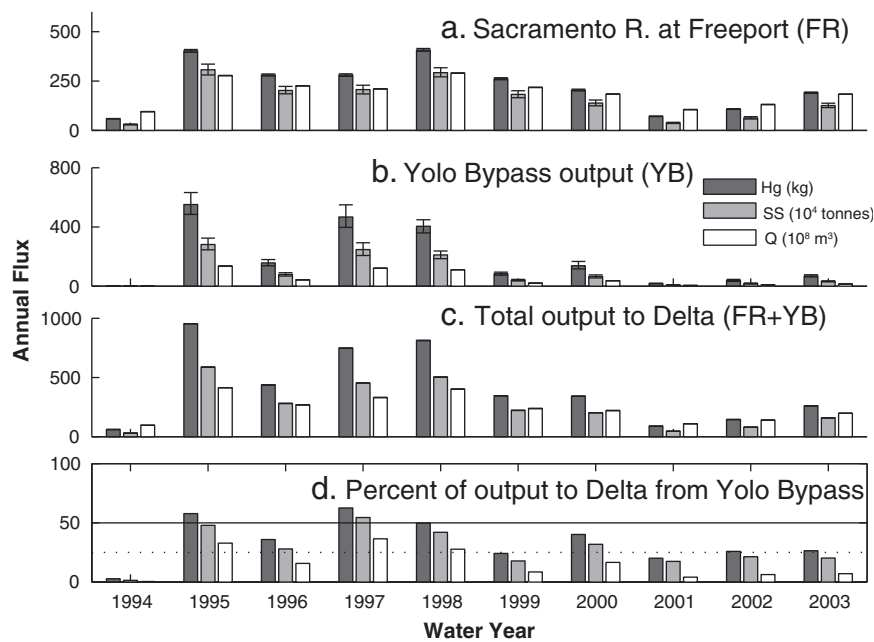 a. Sacramento R. at Freeport (FR)
500
250
0
b. Yolo Bypass output (YB)
800
400
0
Hg (kg)
SS (10⁴ tonnes)
Q (10⁸ m³)
Annual Flux
c. Total output to Delta (FR+YB)
1000
500
0
d. Percent of output to Delta from Yolo Bypass
100
50
0
1994 1995 1996 1997 1998 1999 2000 2001 2002 2003
Water Year